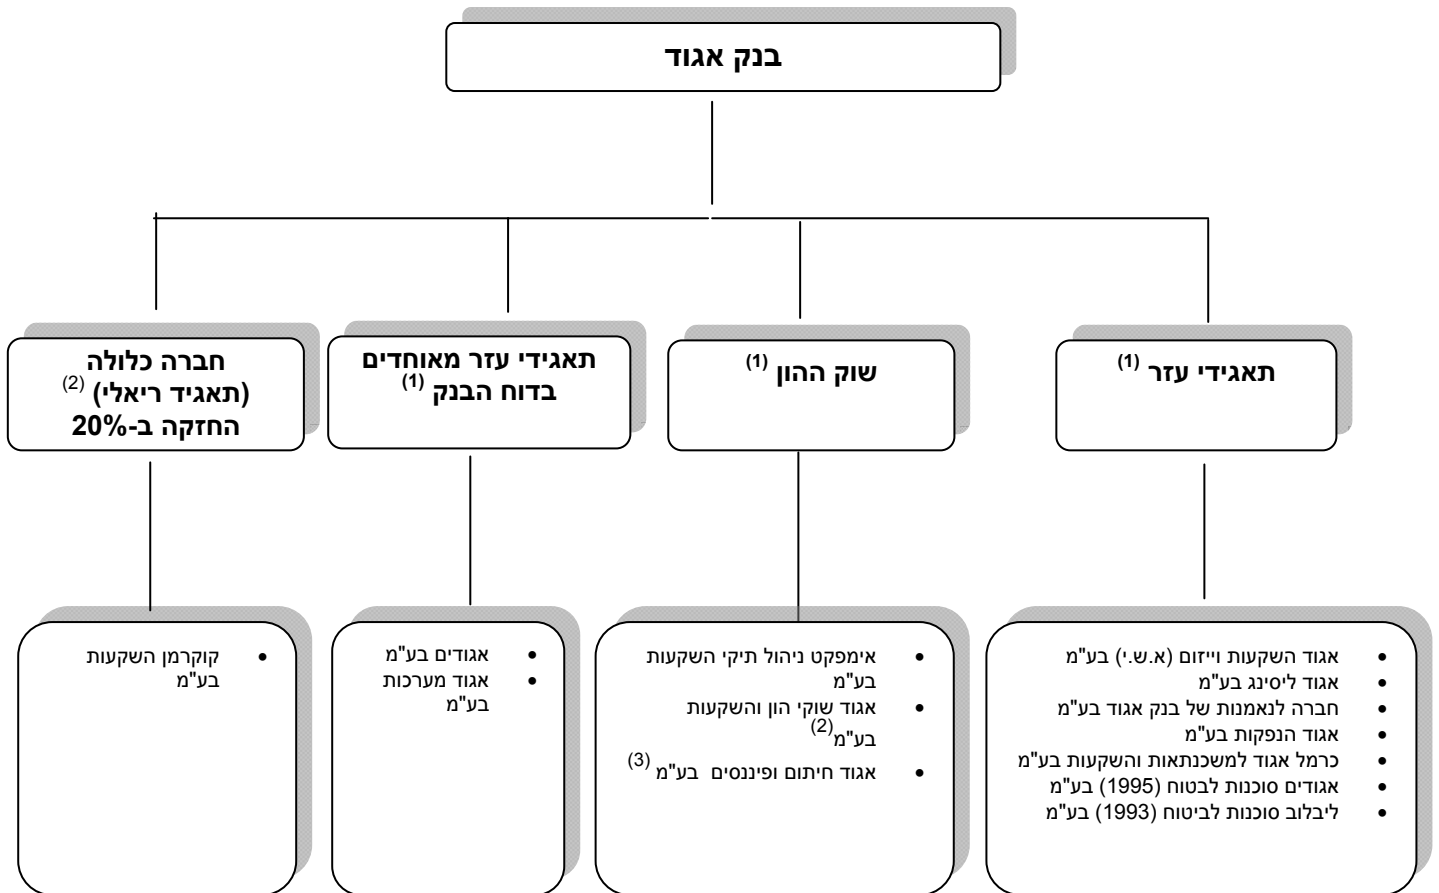 בנק אגוד
תאגידי עזר (1)
שוק ההון (1)
תאגידי עזר מאוחדים
בדוח הבנק (1)
חברה כלולה
(תאגיד ריאלי) (2)
החזקה ב-20%
• אגוד השקעות וייזום (א.ש.י) בע"מ
• אגוד ליסינג בע"מ
• חברה לנאמנות של בנק אגוד בע"מ
• אגוד הנפקות בע"מ
• כרמל אגוד למשכנתאות והשקעות בע"מ
• אגודים סוכנות לבטוח (1995) בע"מ
• ליבלוב סוכנות לביטוח (1993) בע"מ
• אימפקט ניהול תיקי השקעות
בע"מ
• אגוד שוקי הון והשקעות
בע"מ(2)
• אגוד חיתום ופיננסים בע"מ (3)
• אגודים בע"מ
• אגוד מערכות
בע"מ
• קוקרמן השקעות
בע"מ